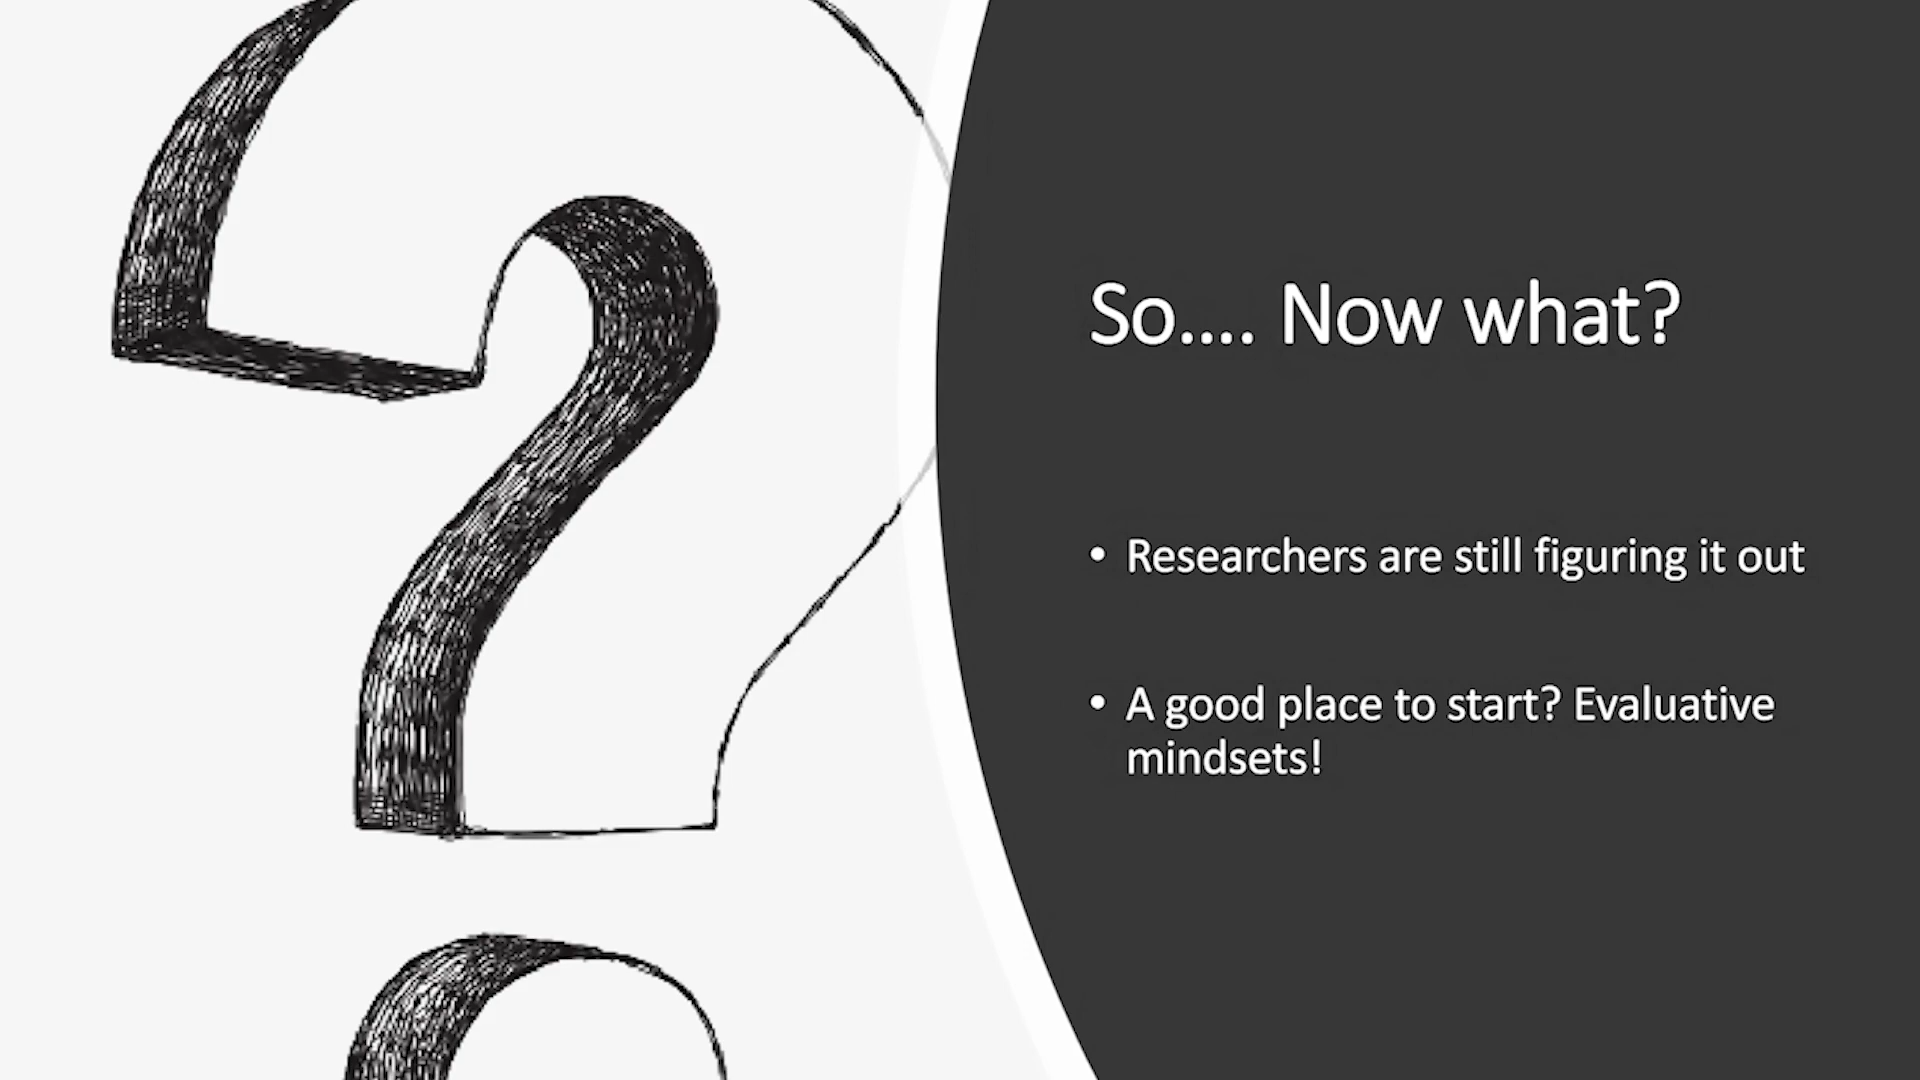 So.... Now what?
• Researchers are still figuring it out
• A good place to start? Evaluative
mindsets!